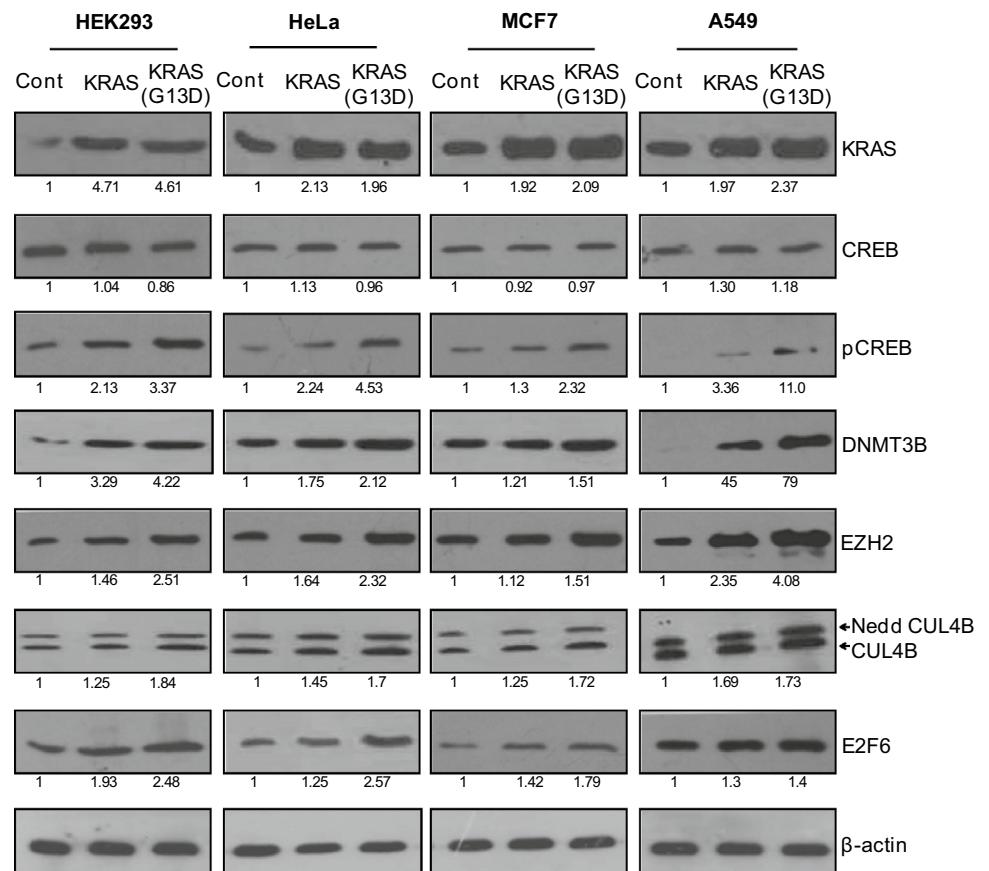 HEK293 HeLa MCF7 A549
Cont KRAS KRAS (G13D) Cont KRAS KRAS (G13D) Cont KRAS KRAS (G13D) Cont KRAS KRAS (G13D)
KRAS
1 4.71 4.61 1 2.13 1.96 1 1.92 2.09 1 1.97 2.37
CREB
1 1.04 0.86 1 1.13 0.96 1 0.92 0.97 1 1.30 1.18
pCREB
1 2.13 3.37 1 2.24 4.53 1 1.3 2.32 1 3.36 11.0
DNMT3B
1 3.29 4.22 1 1.75 2.12 1 1.21 1.51 1 45 79
EZH2
1 1.46 2.51 1 1.64 2.32 1 1.12 1.51 1 2.35 4.08
Nedd CUL4B
CUL4B
1 1.25 1.84 1 1.45 1.7 1 1.25 1.72 1 1.69 1.73
E2F6
1 1.93 2.48 1 1.25 2.57 1 1.42 1.79 1 1.3 1.4
β-actin